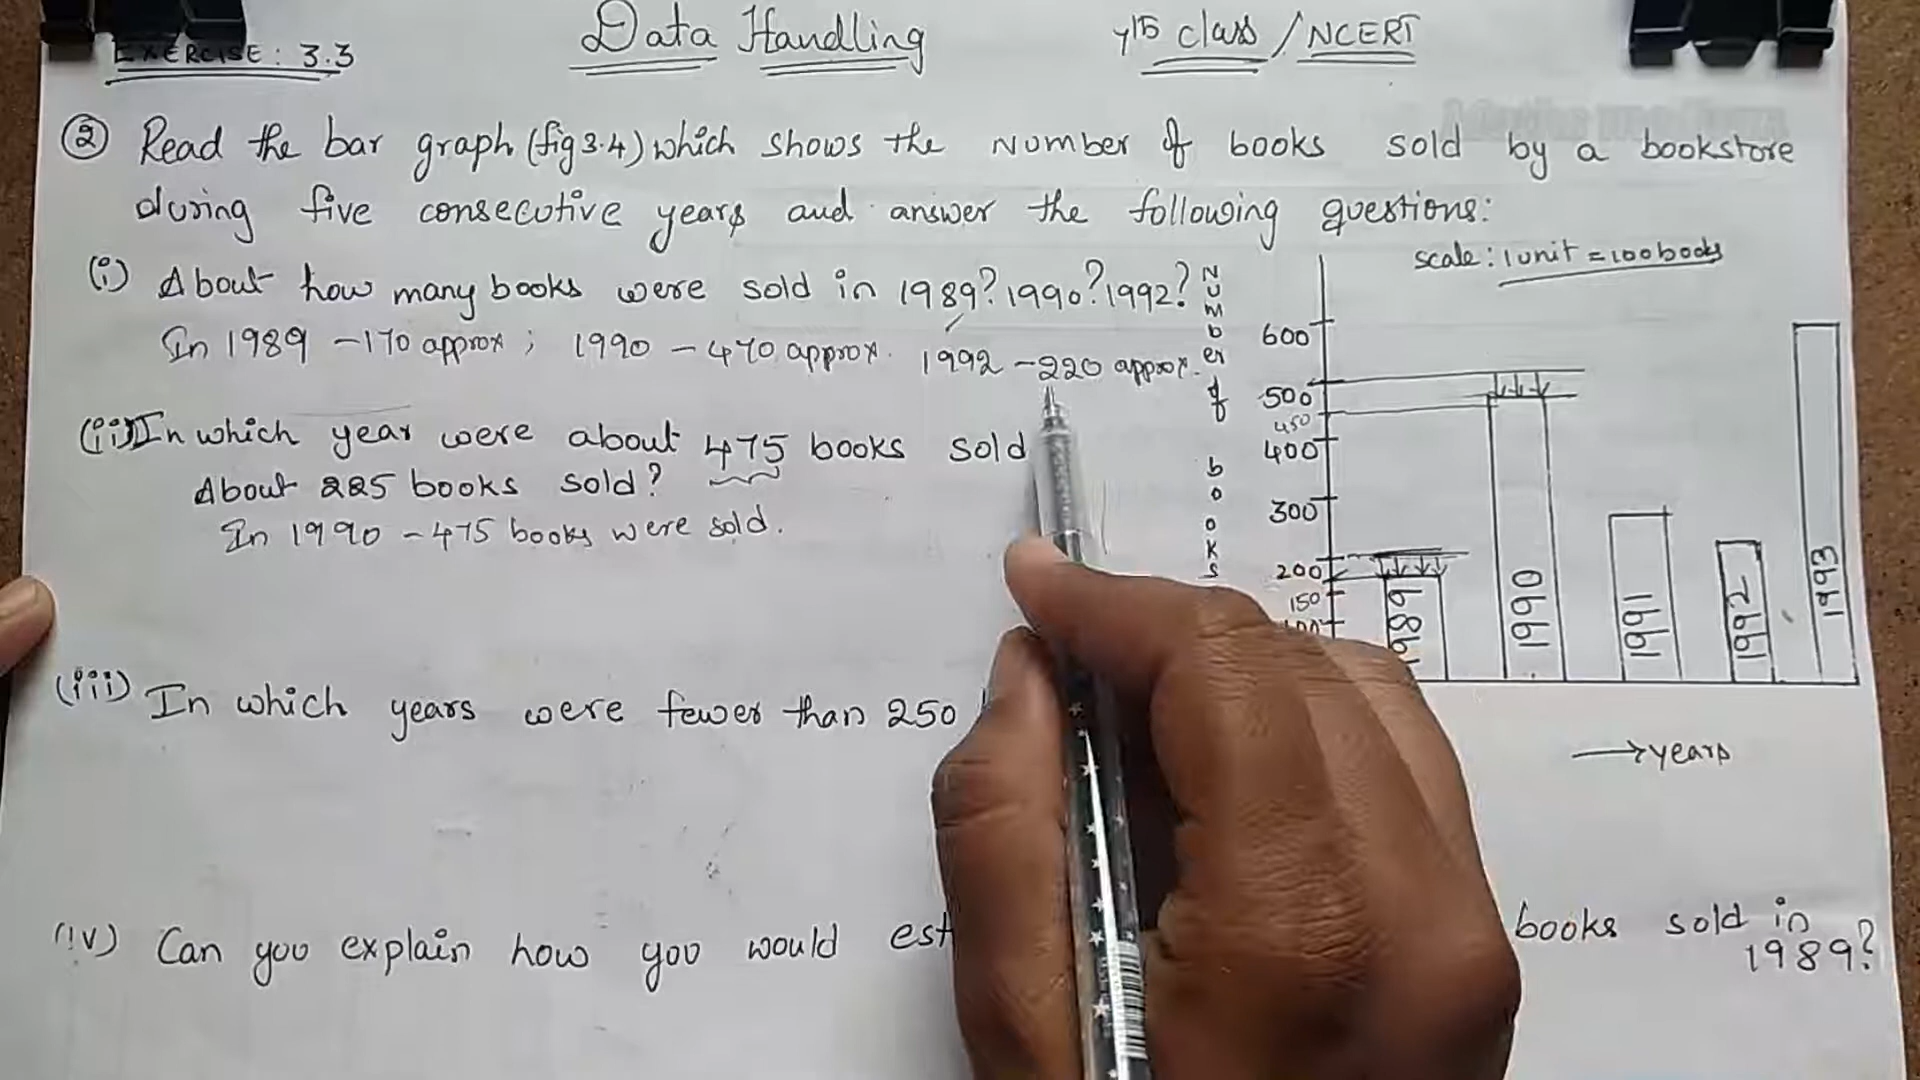 EXERCISE: 3.3
Data Handling
7th class / NCERT
② Read the bar graph (fig 3.4) which shows the Number of books sold by a bookstore
during five consecutive years and answer the following questions:
(i) About how many books were sold in 1989? 1990? 1992?
In 1989 - 170 approx ; 1990 - 470 approx. 1992 - 220 approx.
(ii) In which year were about 475 books sold
About 225 books sold?
In 1990 - 475 books were sold.
(iii) In which years were fewer than 250
(iv) Can you explain how you would est
books sold in
1989?
scale: 1 unit = 100 books
Number of books
600
500
450
400
300
200
150
100
1989
1990
1991
1992
1993
→ years